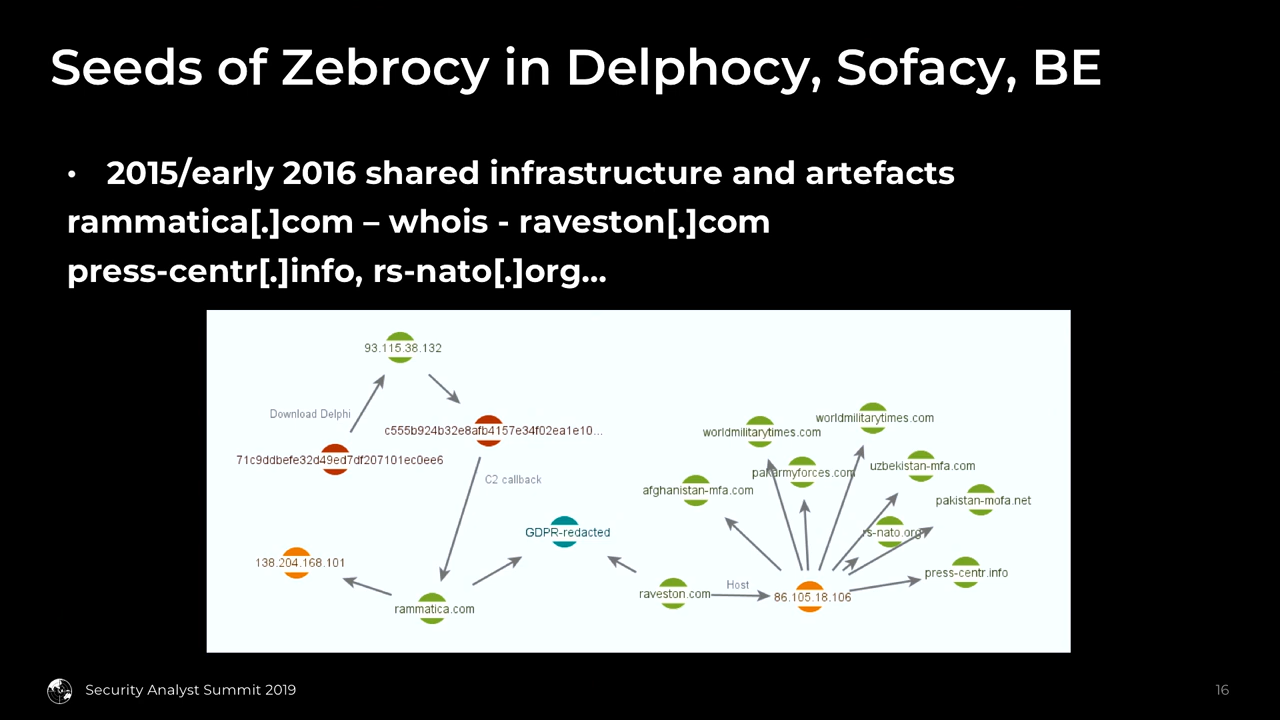 Seeds of Zebrocy in Delphocy, Sofacy, BE
• 2015/early 2016 shared infrastructure and artefacts
rammatica[.]com – whois - raveston[.]com
press-centr[.]info, rs-nato[.]org...
93.115.38.132
Download Delphi
worldmilitarytimes.com
c555b924b32e8afb4157e34f02ea1e10...
worldmilitarytimes.com
71c9ddbefe32d49ed7df207101ec0ee6
uzbekistan-mfa.com
pakarmyforces.com
C2 callback
afghanistan-mfa.com
pakistan-mofa.net
GDPR-redacted
rs-nato.org
138.204.168.101
press-centr.info
Host
raveston.com
86.105.18.106
rammatica.com
Security Analyst Summit 2019
16